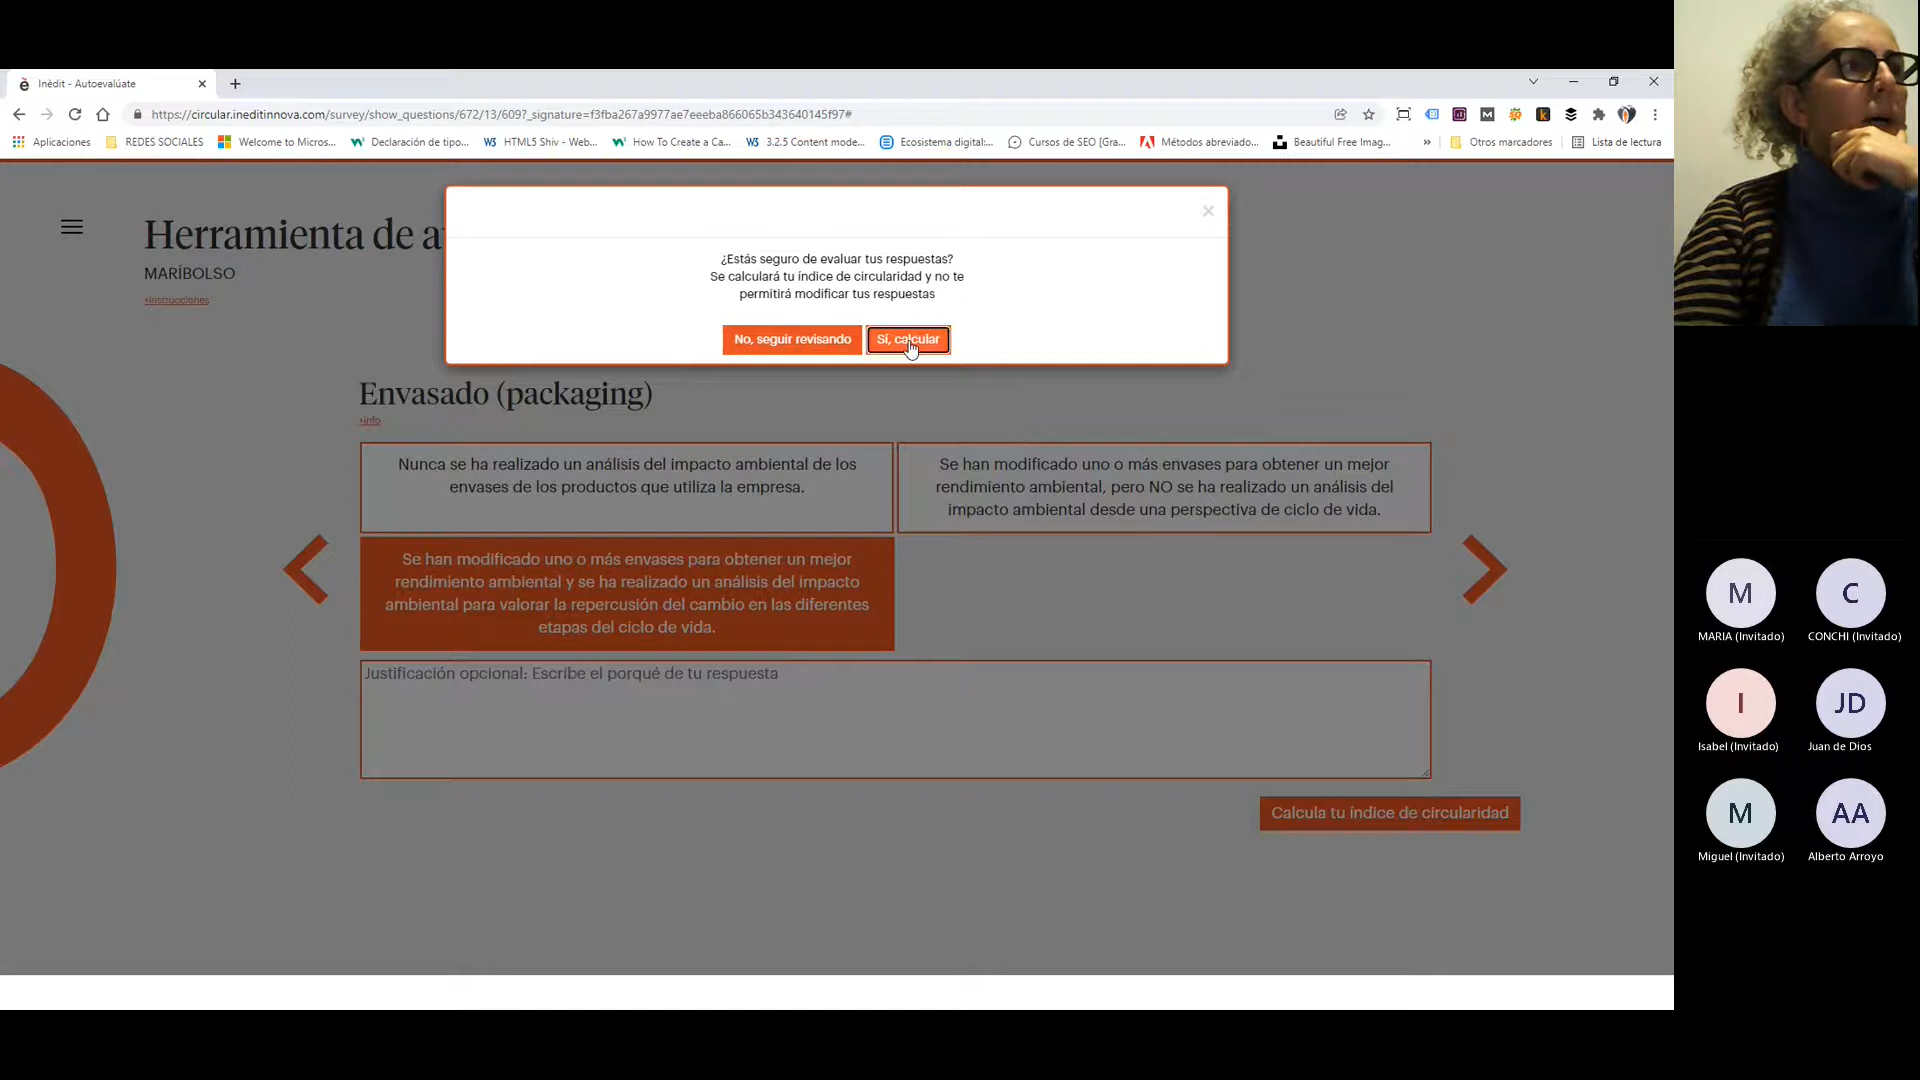 Inèdit - Autoevalúate
https://circular.ineditinnova.com/survey/show_questions/672/13/609?_signature=f3fba267a9977ae7eeeba866065b343640145f97#
Aplicaciones REDES SOCIALES Welcome to Micros... Declaración de tipo... HTML5 Shiv - Web... How To Create a Ca... 3.2.5 Content mode... Ecosistema digital:... Cursos de SEO [Gra... Métodos abreviado... Beautiful Free Imag... » Otros marcadores Lista de lectura
Herramienta de a
MARÍBOLSO
+instrucciones
¿Estás seguro de evaluar tus respuestas?
Se calculará tu índice de circularidad y no te
permitirá modificar tus respuestas
No, seguir revisando Sí, calcular
Envasado (packaging)
+info
Nunca se ha realizado un análisis del impacto ambiental de los
envases de los productos que utiliza la empresa.
Se han modificado uno o más envases para obtener un mejor
rendimiento ambiental, pero NO se ha realizado un análisis del
impacto ambiental desde una perspectiva de ciclo de vida.
Se han modificado uno o más envases para obtener un mejor
rendimiento ambiental y se ha realizado un análisis del impacto
ambiental para valorar la repercusión del cambio en las diferentes
etapas del ciclo de vida.
Justificación opcional: Escribe el porqué de tu respuesta
Calcula tu índice de circularidad
M C
MARIA (Invitado) CONCHI (Invitado)
I JD
Isabel (Invitado) Juan de Dios
M AA
Miguel (Invitado) Alberto Arroyo